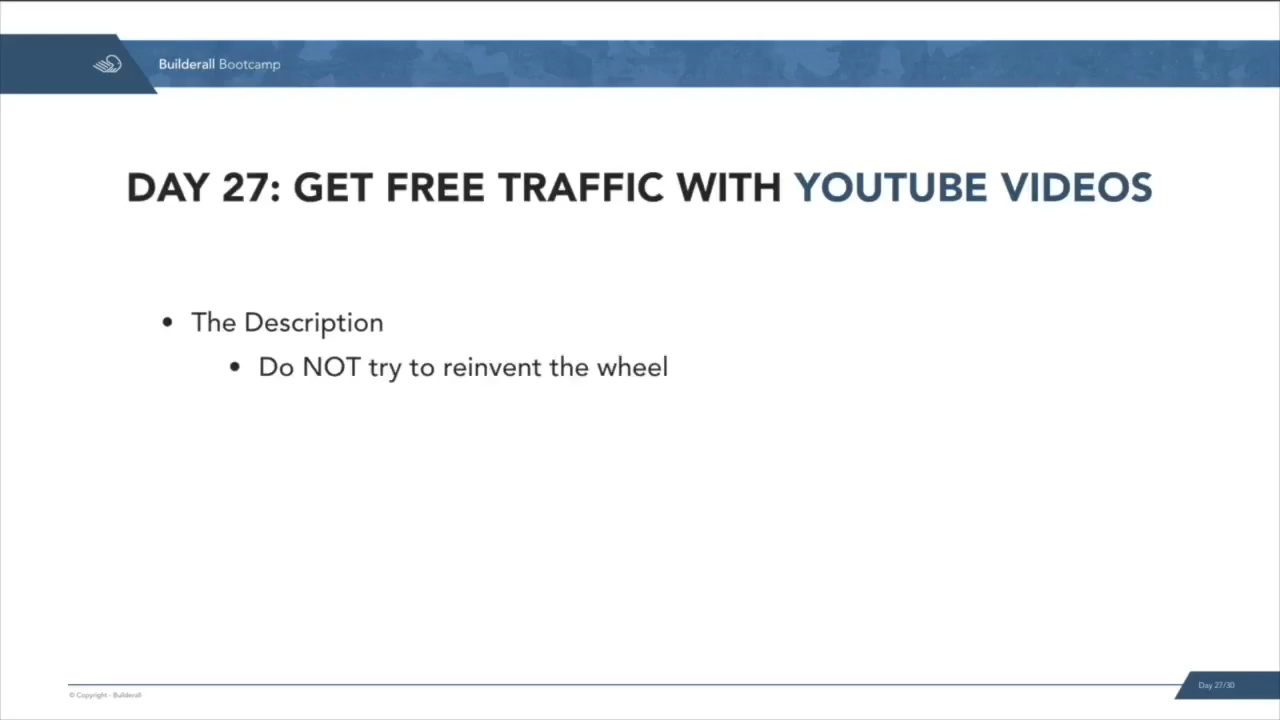 Builderall Bootcamp
DAY 27: GET FREE TRAFFIC WITH YOUTUBE VIDEOS
• The Description
• Do NOT try to reinvent the wheel
© Copyright - Builderall
Day 27/30